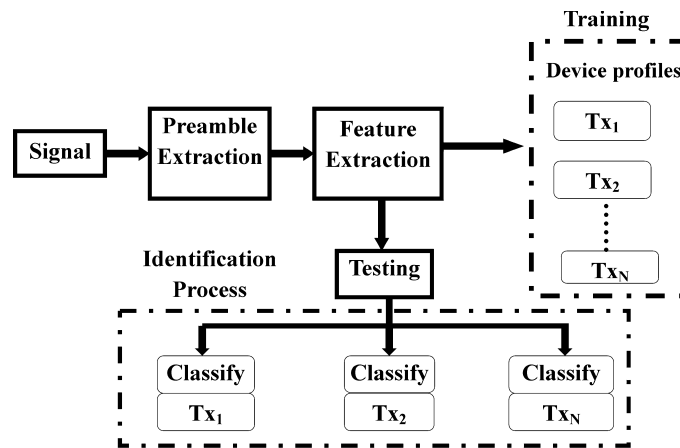 Training
Device profiles
Tx₁
Tx₂
Txₙ
Signal
Preamble
Extraction
Feature
Extraction
Testing
Identification
Process
Classify
Tx₁
Classify
Tx₂
Classify
Tx_N